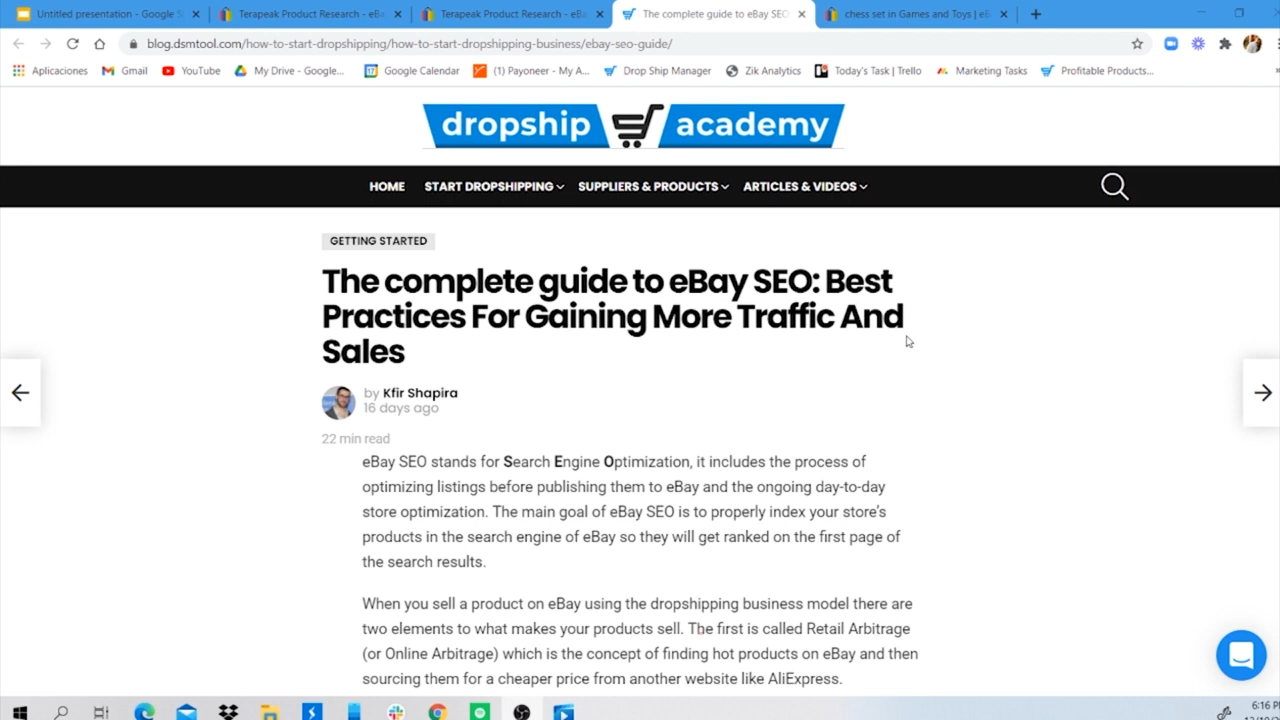 Untitled presentation - Google S
Terapeak Product Research - eBa
Terapeak Product Research - eBa
The complete guide to eBay SEO:
chess set in Games and Toys | eB
blog.dsmtool.com/how-to-start-dropshipping/how-to-start-dropshipping-business/ebay-seo-guide/
Aplicaciones
Gmail
YouTube
My Drive - Google...
Google Calendar
(1) Payoneer - My A...
Drop Ship Manager
Zik Analytics
Today's Task | Trello
Marketing Tasks
Profitable Products...
dropship academy
HOME START DROPSHIPPING SUPPLIERS & PRODUCTS ARTICLES & VIDEOS
GETTING STARTED
The complete guide to eBay SEO: Best
Practices For Gaining More Traffic And
Sales
by Kfir Shapira
16 days ago
22 min read
eBay SEO stands for Search Engine Optimization, it includes the process of
optimizing listings before publishing them to eBay and the ongoing day-to-day
store optimization. The main goal of eBay SEO is to properly index your store's
products in the search engine of eBay so they will get ranked on the first page of
the search results.
When you sell a product on eBay using the dropshipping business model there are
two elements to what makes your products sell. The first is called Retail Arbitrage
(or Online Arbitrage) which is the concept of finding hot products on eBay and then
sourcing them for a cheaper price from another website like AliExpress.
6:16 P